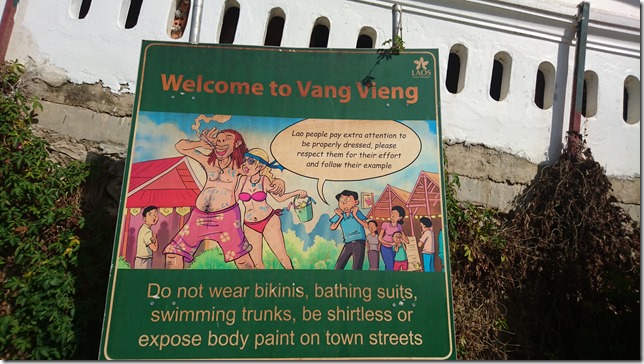 LAOS
Welcome to Vang Vieng
Lao people pay extra attention to
be properly dressed, please
respect them for their effort
and follow their example
Do not wear bikinis, bathing suits,
swimming trunks, be shirtless or
expose body paint on town streets